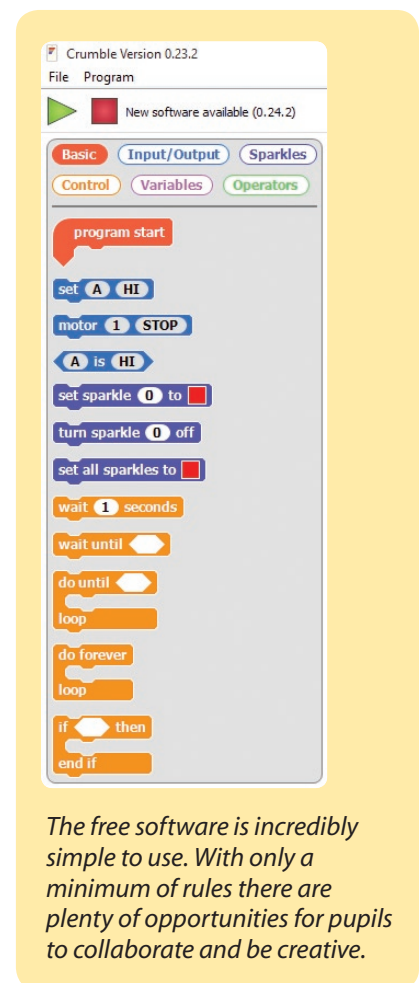 Crumble Version 0.23.2
File Program
New software available (0.24.2)
Basic Input/Output Sparkles
Control Variables Operators
program start
set A HI
motor 1 STOP
A is HI
set sparkle 0 to
turn sparkle 0 off
set all sparkles to
wait 1 seconds
wait until
do until
loop
do forever
loop
if then
end if
The free software is incredibly
simple to use. With only a
minimum of rules there are
plenty of opportunities for pupils
to collaborate and be creative.